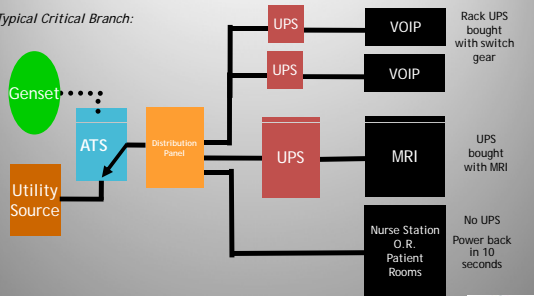 Typical Critical Branch:
Genset
ATS
Utility
Source
Distribution
Panel
UPS
VOIP
Rack UPS
bought
with switch
gear
UPS
VOIP
UPS
MRI
UPS
bought
with MRI
Nurse Station
O.R.
Patient
Rooms
No UPS
Power back
in 10
seconds